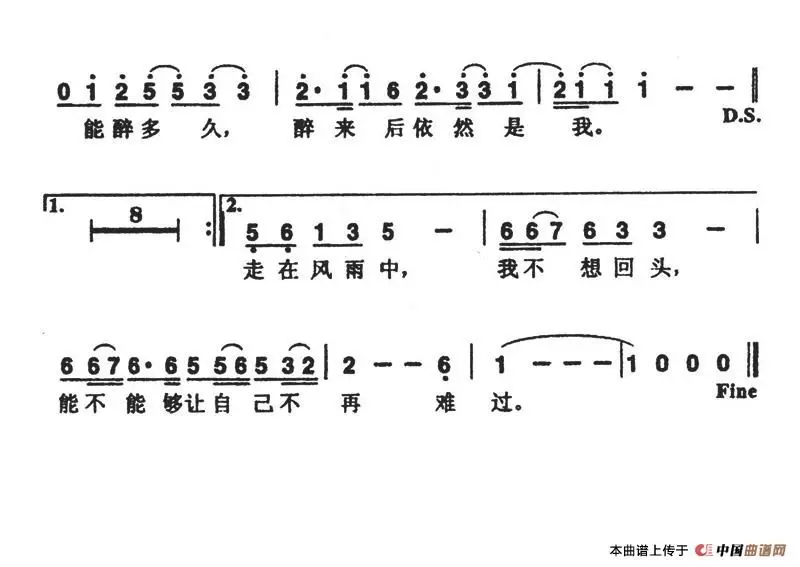 0 i 2 5 5 3 3 | 2· 1 1 6 2· 3 3 1 | 2 1 1 1 — — ‖
D.S.
能醉多 久， 醉来 后依然 是 我。
1. 8 :| 2. 5 6 1 3 5 — | 6 6 7 6 3 3 — |
走在风雨中， 我不 想回头，
6 6 7 6· 6 5 5 6 5 3 2 | 2 — — 6 | 1 — — — | 1 0 0 0 ‖
Fine
能不 能够让自己不 再 难 过。
本曲谱上传于 中国曲谱网